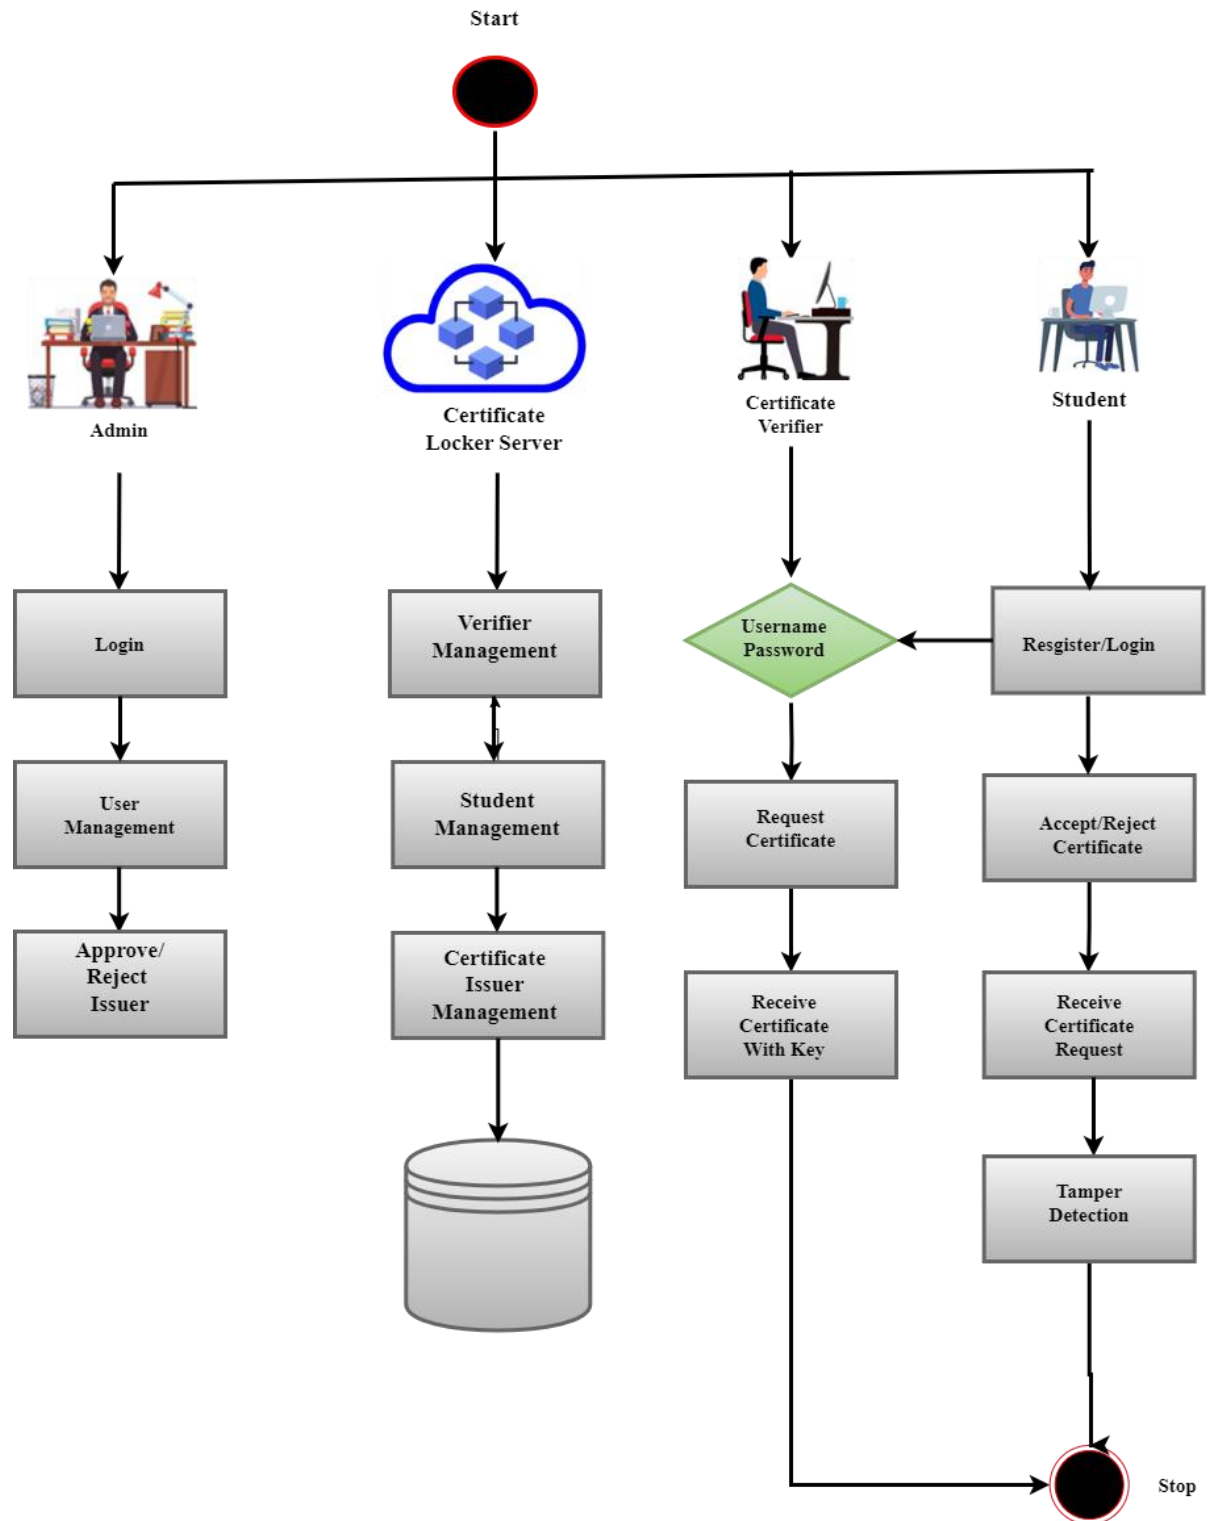 Start
Admin
Certificate
Locker Server
Certificate
Verifier
Student
Login
Verifier
Management
Username
Password
Resgister/Login
User
Management
Student
Management
Request
Certificate
Accept/Reject
Certificate
Approve/
Reject
Issuer
Certificate
Issuer
Management
Receive
Certificate
With Key
Receive
Certificate
Request
Tamper
Detection
Stop